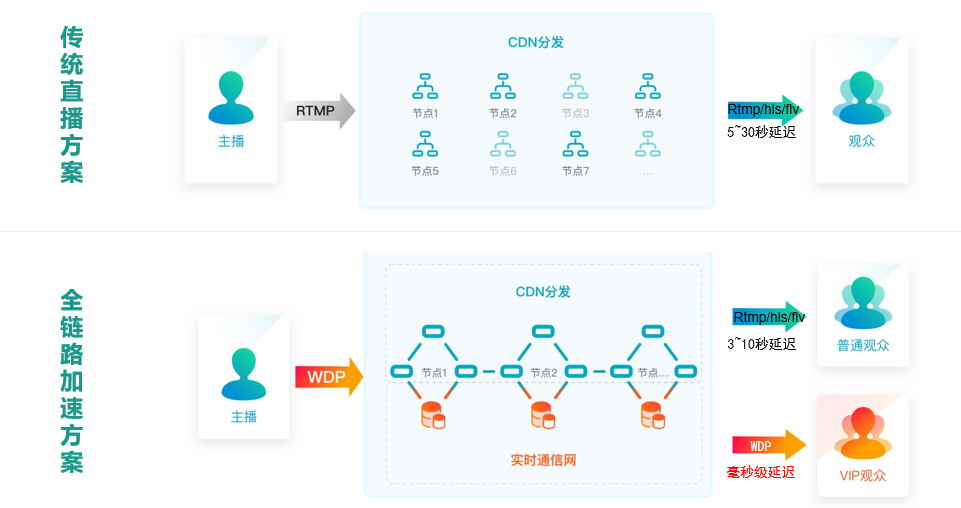 传统直播方案
主播
RTMP
CDN分发
节点1
节点2
节点3
节点4
节点5
节点6
节点7
...
Rtmp/hls/flv
5~30秒延迟
观众
全链路加速方案
主播
WDP
CDN分发
节点1
节点2
节点...
实时通信网
Rtmp/hls/flv
3~10秒延迟
普通观众
WDP
毫秒级延迟
VIP观众